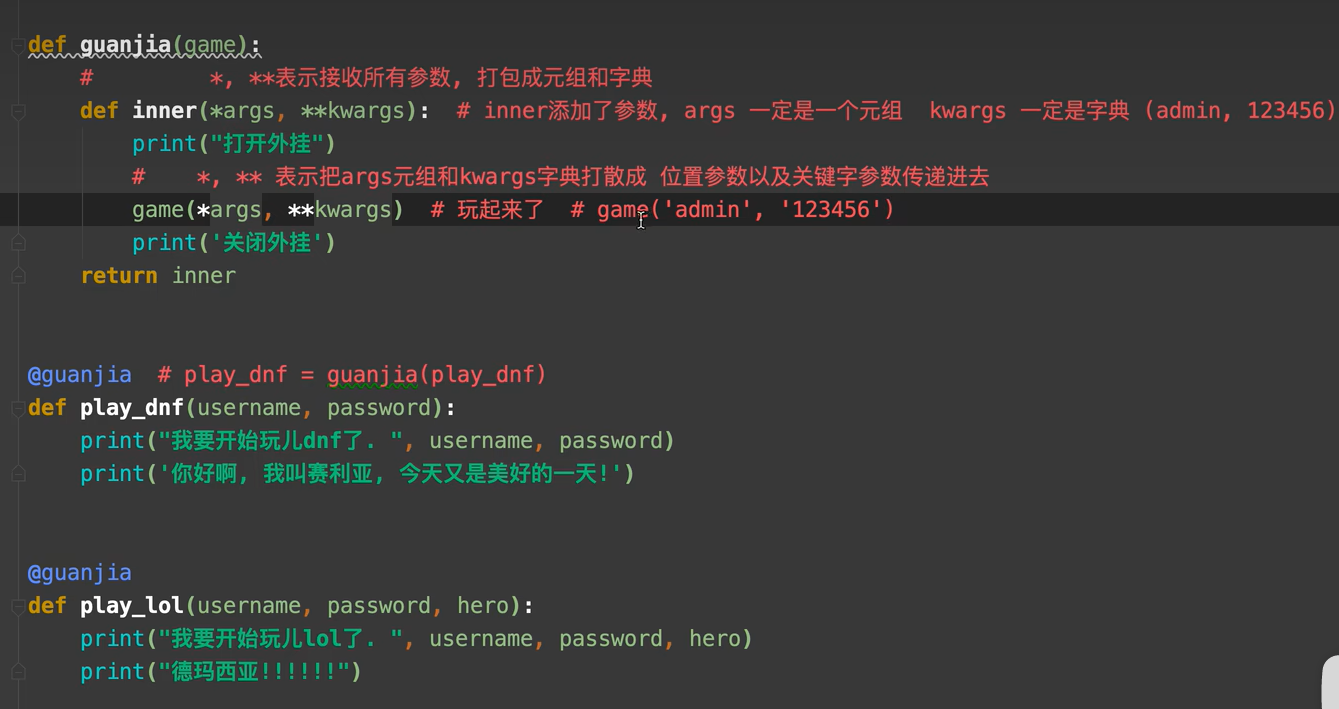 def guanjia(game):
    #         *, **表示接收所有参数, 打包成元组和字典
    def inner(*args, **kwargs):  # inner添加了参数, args 一定是一个元组  kwargs 一定是字典 (admin, 123456)
        print("打开外挂")
        #    *, ** 表示把args元组和kwargs字典打散成 位置参数以及关键字参数传递进去
        game(*args, **kwargs)  # 玩起来了  # game('admin', '123456')
        print('关闭外挂')
    return inner
@guanjia  # play_dnf = guanjia(play_dnf)
def play_dnf(username, password):
    print("我要开始玩儿dnf了. ", username, password)
    print('你好啊, 我叫赛利亚, 今天又是美好的一天!')
@guanjia
def play_lol(username, password, hero):
    print("我要开始玩儿lol了. ", username, password, hero)
    print("德玛西亚!!!!!!")